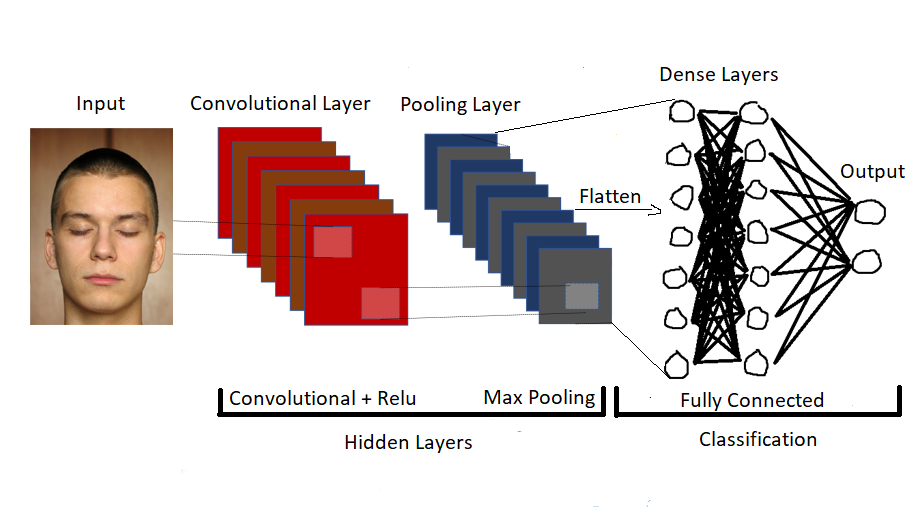 Dense Layers
Input
Convolutional Layer
Pooling Layer
Output
Flatten
Convolutional + Relu
Max Pooling
Fully Connected
Hidden Layers
Classification